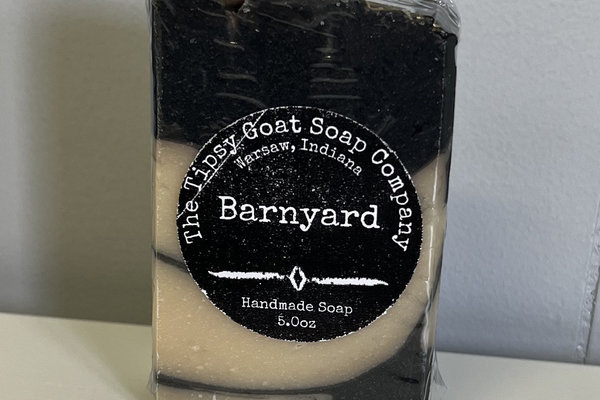 The Tipsy Goat Soap Company
Warsaw, Indiana
Barnyard
Handmade Soap
5.0oz